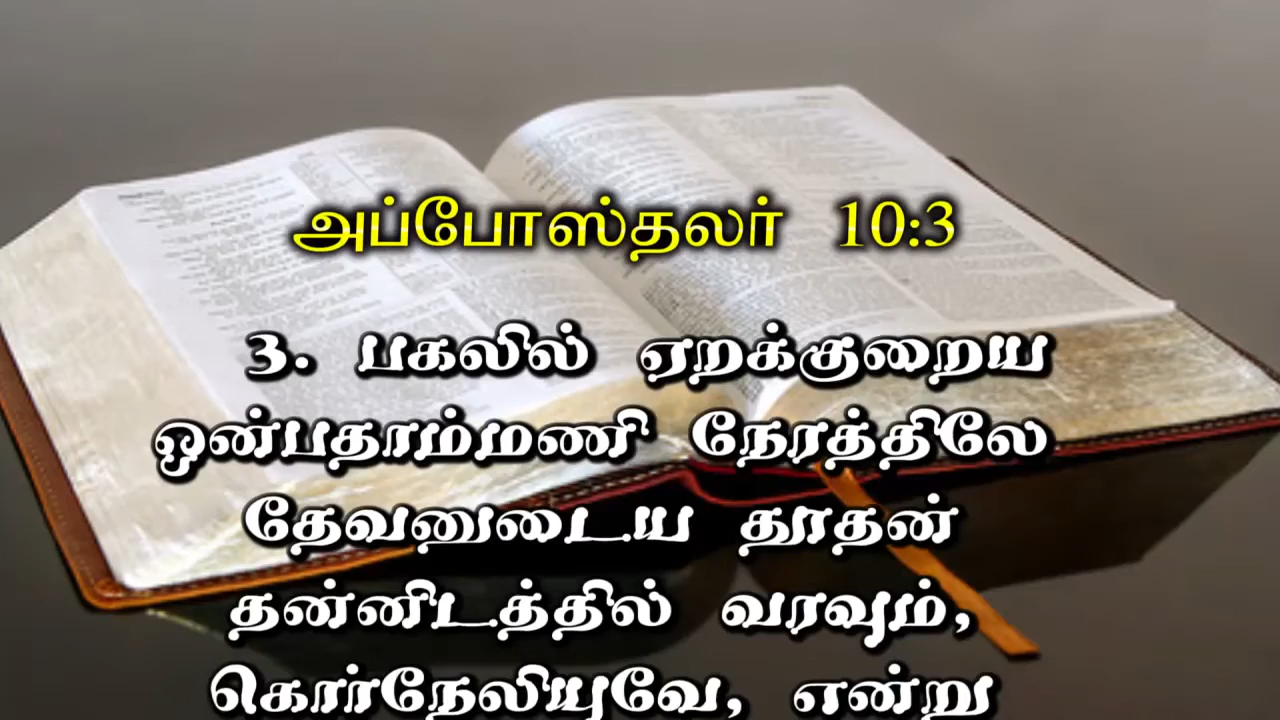 அப்போஸ்தலர் 10:3
3. பகலில் ஏறக்குறைய
ஒன்பதாம்மணி நேரத்திலே
தேவனுடைய தூதன்
தன்னிடத்தில் வரவும்,
கொர்நேலியுவே, என்று